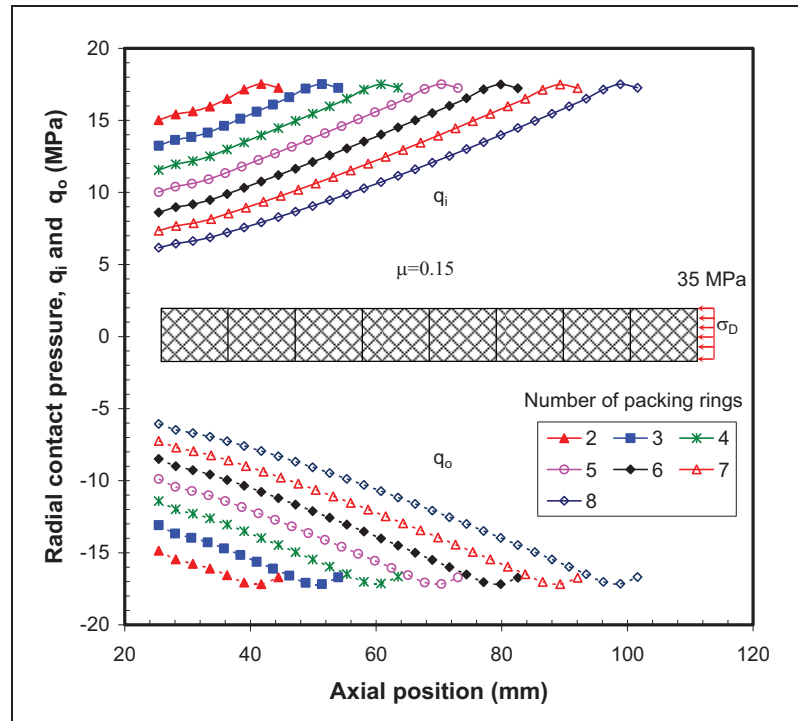 Radial contact pressure, qi and qo (MPa)
20
15
10
5
0
-5
-10
-15
-20
qi
μ=0.15
35 MPa
σD
Number of packing rings
2 3 4
5 6 7
8
qo
20 40 60 80 100 120
Axial position (mm)